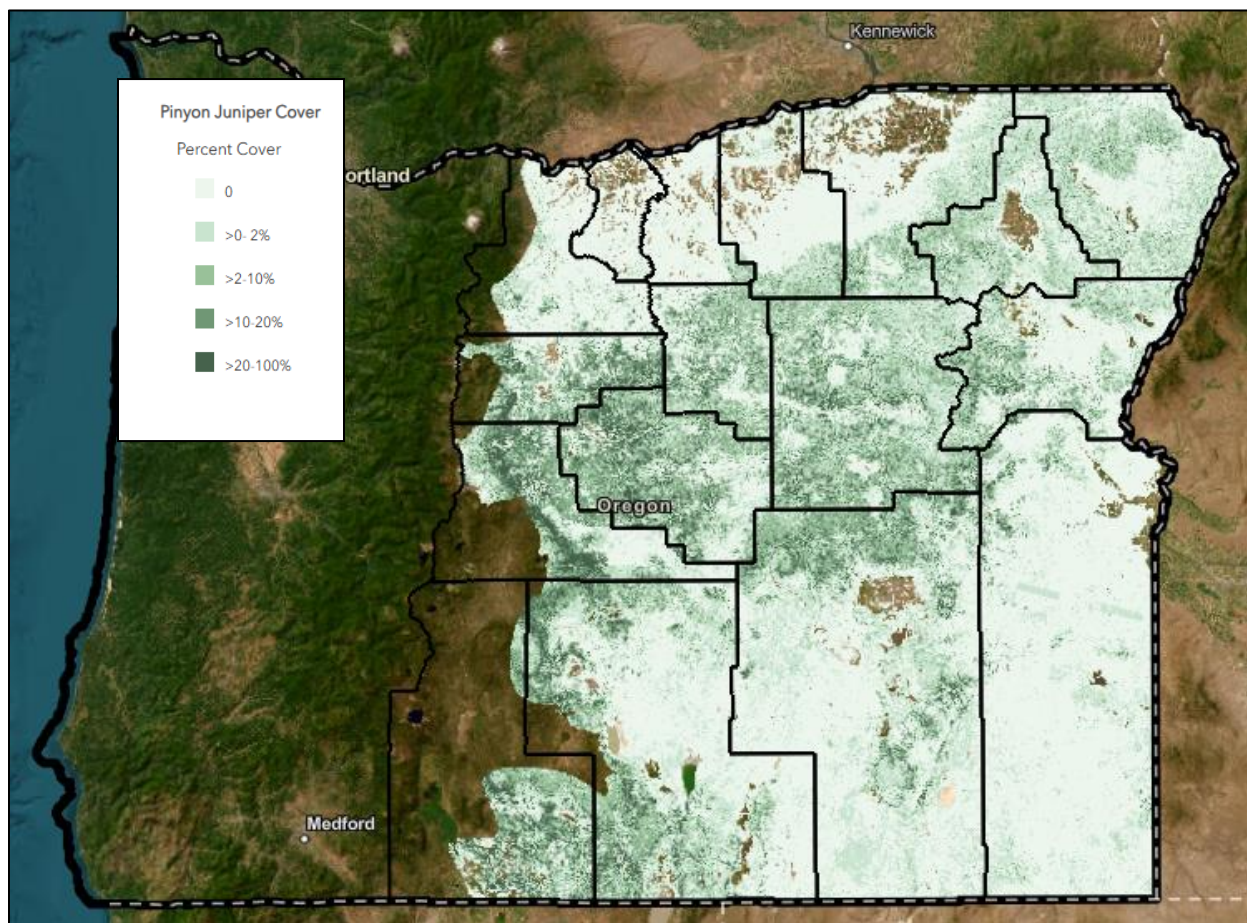 Kennewick
Pinyon Juniper Cover
Percent Cover
ortland
0
>0- 2%
>2-10%
>10-20%
>20-100%
Oregon
Medford